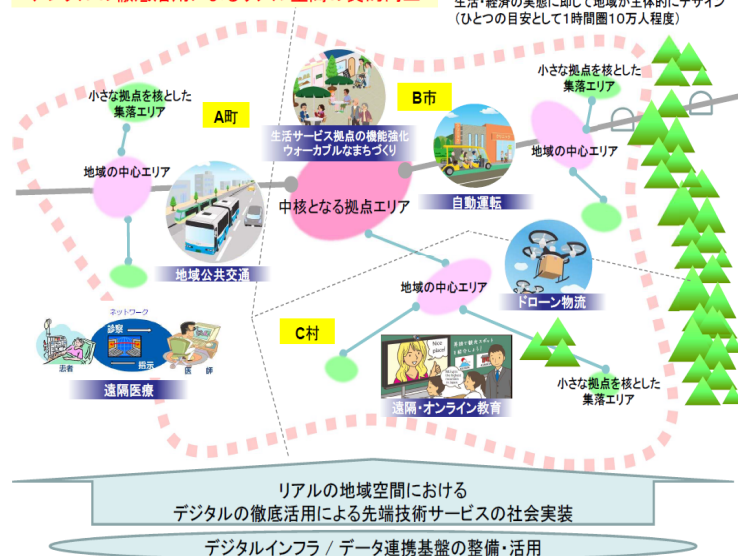 生活・経済の実態に即して地域が主体的にデザイン
（ひとつの目安として1時間圏10万人程度）
小さな拠点を核とした
集落エリア
A町
B市
小さな拠点を核とした
集落エリア
生活サービス拠点の機能強化
ウォーカブルなまちづくり
地域の中心エリア
地域の中心エリア
中核となる拠点エリア
自動運転
地域公共交通
地域の中心エリア
ドローン物流
ネットワーク
診察
指示
患者
医師
遠隔医療
C村
Nice
place!
遠隔・オンライン教育
小さな拠点を核とした
集落エリア
リアルの地域空間における
デジタルの徹底活用による先端技術サービスの社会実装
デジタルインフラ / データ連携基盤の整備・活用